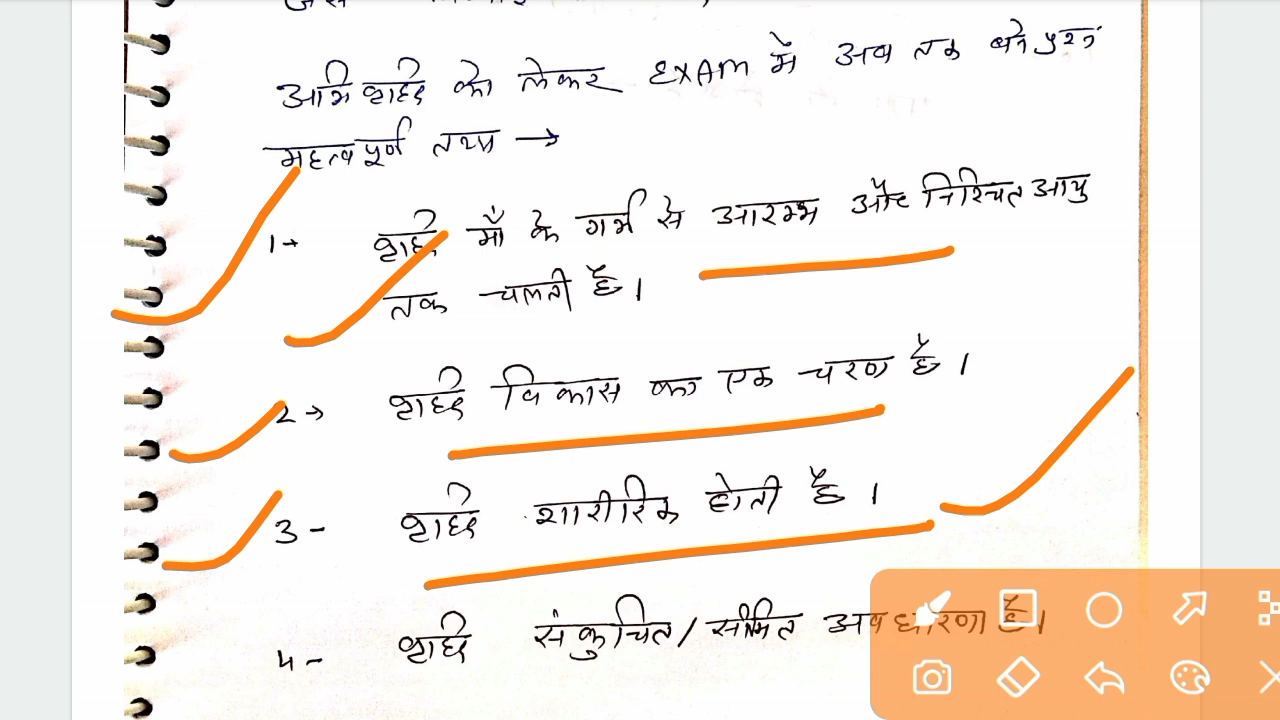 अभिवृद्धि को लेकर EXAM में अब तक बने प्रश्न
महत्वपूर्ण तथ्य →
1→ वृद्धि माँ के गर्भ से आरम्भ और निश्चित आयु
तक चलती है।
2→ वृद्धि विकास का एक चरण है।
3- वृद्धि शारीरिक होती है।
4- वृद्धि संकुचित/सीमित अवधारणा है।